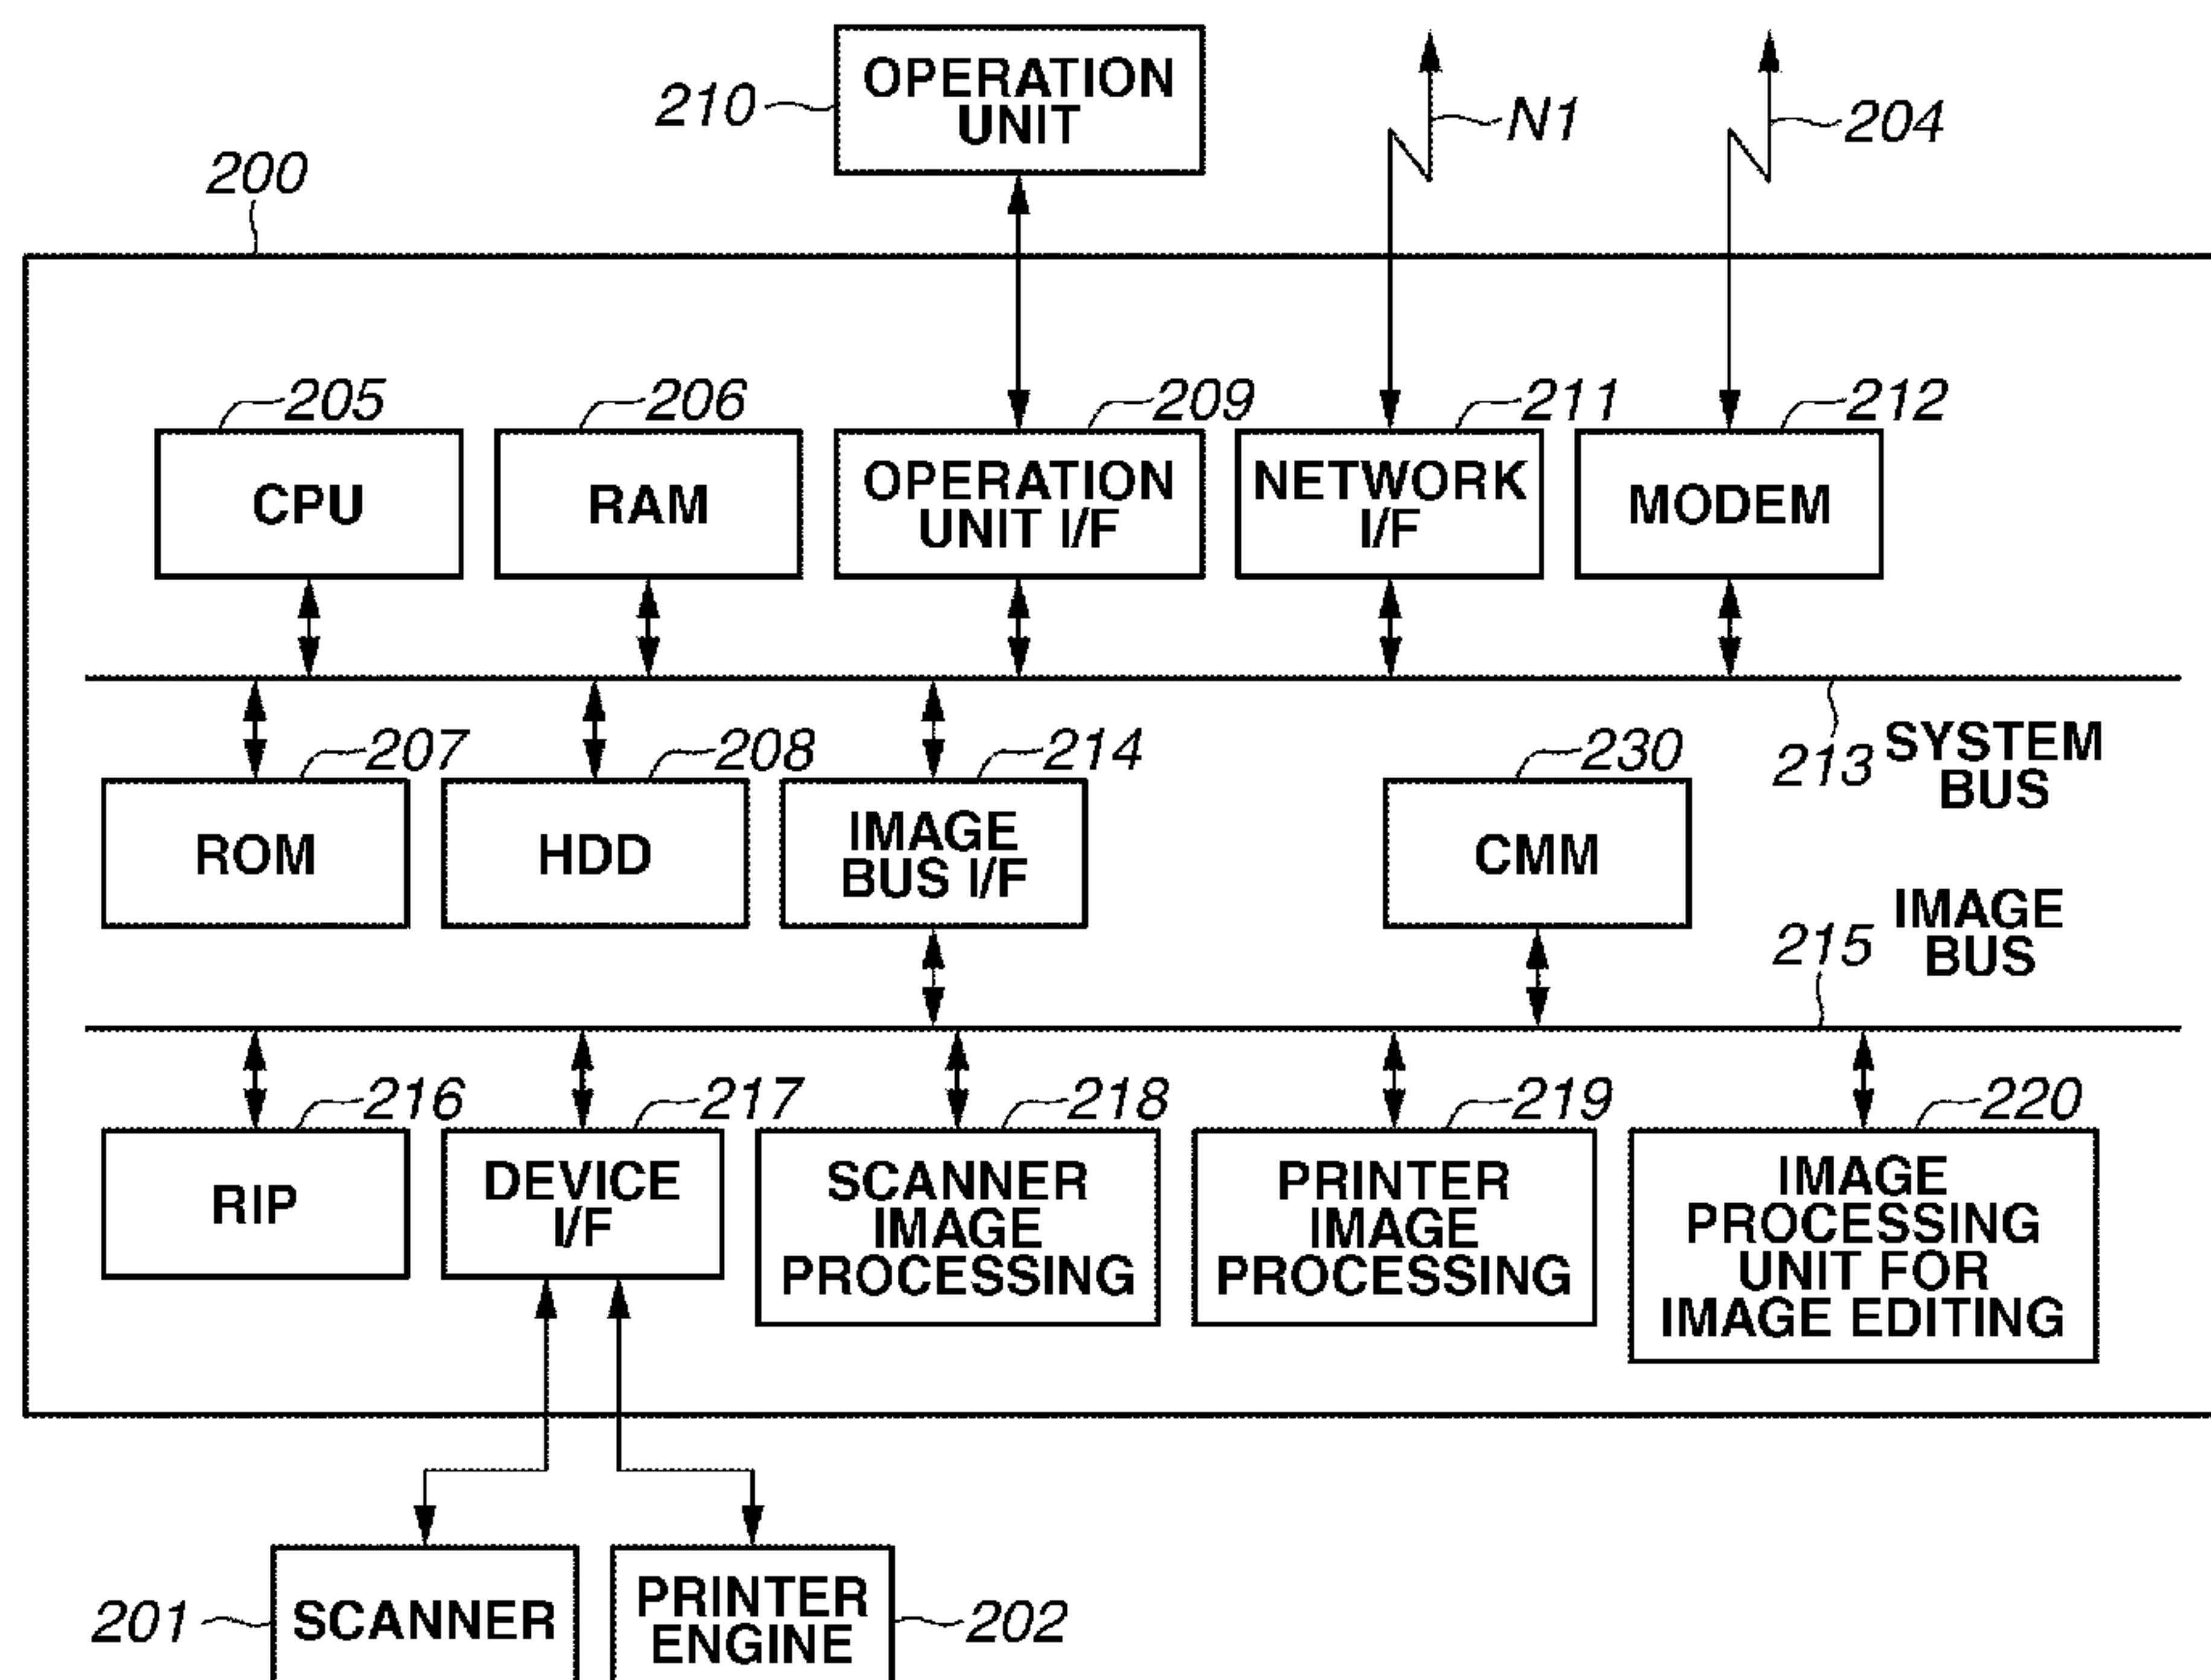 210
OPERATION
UNIT
N1
204
200
205
206
209
211
212
CPU
RAM
OPERATION
UNIT I/F
NETWORK
I/F
MODEM
207
208
214
230
213
SYSTEM
BUS
ROM
HDD
IMAGE
BUS I/F
CMM
215
IMAGE
BUS
216
217
218
219
220
RIP
DEVICE
I/F
SCANNER
IMAGE
PROCESSING
PRINTER
IMAGE
PROCESSING
IMAGE
PROCESSING
UNIT FOR
IMAGE EDITING
201
SCANNER
PRINTER
ENGINE
202